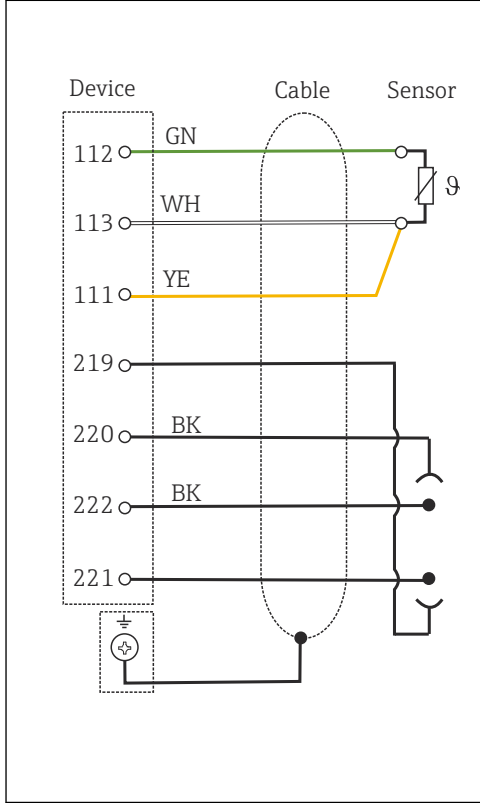 Device Cable Sensor
112 GN
ϑ
113 WH
111 YE
219
220 BK
222 BK
221